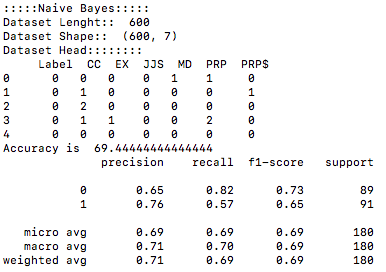 :::::Naive Bayes:::::
Dataset Lenght:: 600
Dataset Shape:: (600, 7)
Dataset Head::::::::
Label CC EX JJS MD PRP PRP$
0 0 0 0 0 1 1 0
1 0 1 0 0 0 0 1
2 0 2 0 0 0 0 0
3 0 1 1 0 0 2 0
4 0 0 0 0 0 0 0
Accuracy is 69.44444444444444
precision recall f1-score support
0 0.65 0.82 0.73 89
1 0.76 0.57 0.65 91
micro avg 0.69 0.69 0.69 180
macro avg 0.71 0.70 0.69 180
weighted avg 0.71 0.69 0.69 180